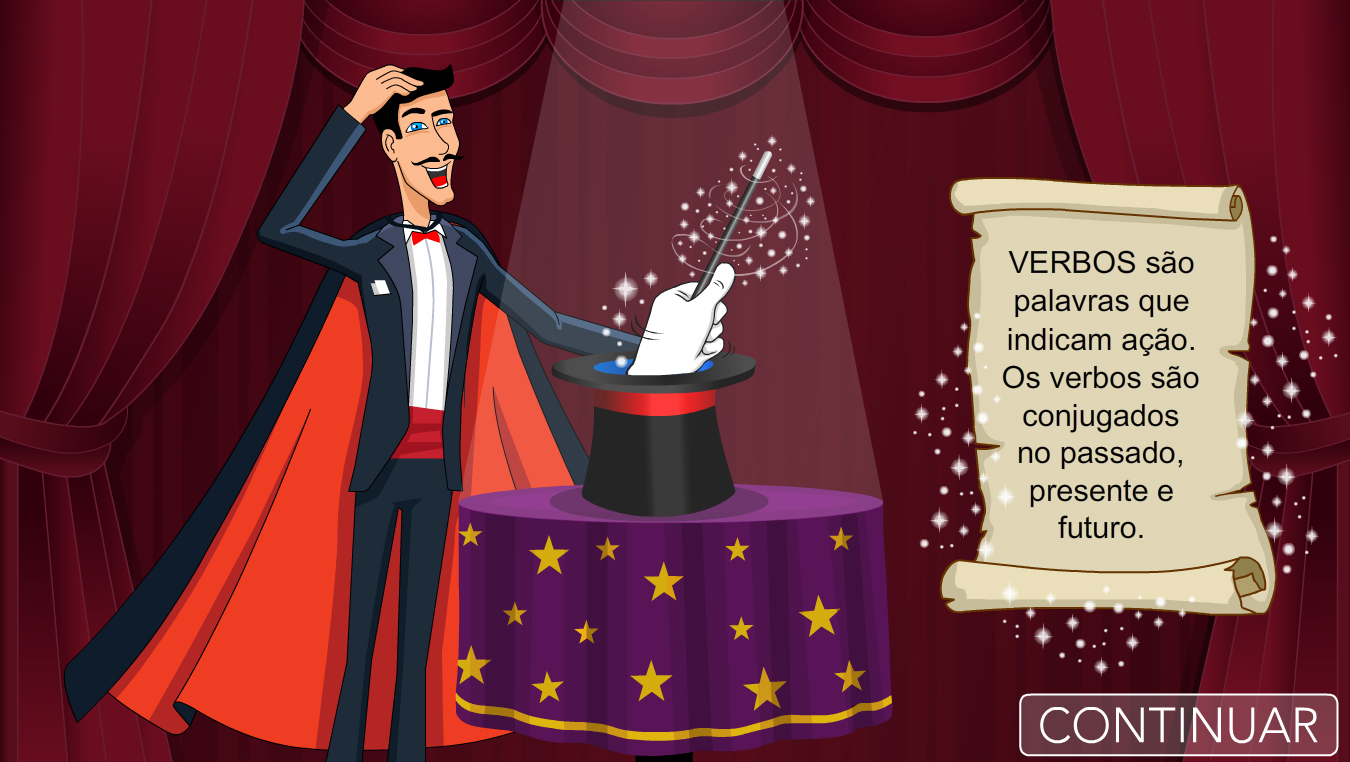 VERBOS são
palavras que
indicam ação.
Os verbos são
conjugados
no passado,
presente e
futuro.
CONTINUAR